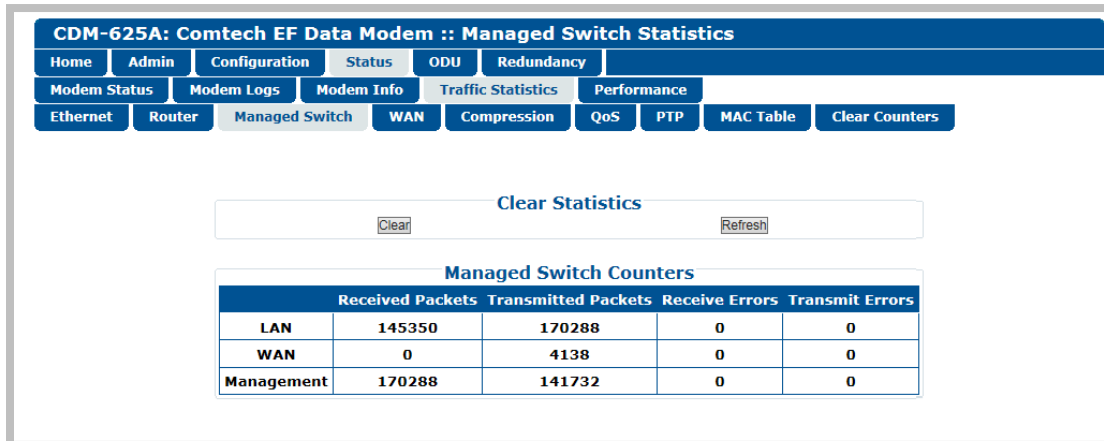 CDM-625A: Comtech EF Data Modem :: Managed Switch Statistics
Home Admin Configuration Status ODU Redundancy
Modem Status Modem Logs Modem Info Traffic Statistics Performance
Ethernet Router Managed Switch WAN Compression QoS PTP MAC Table Clear Counters
Clear Statistics
Clear Refresh
Managed Switch Counters
Received Packets Transmitted Packets Receive Errors Transmit Errors
LAN 145350 170288 0 0
WAN 0 4138 0 0
Management 170288 141732 0 0